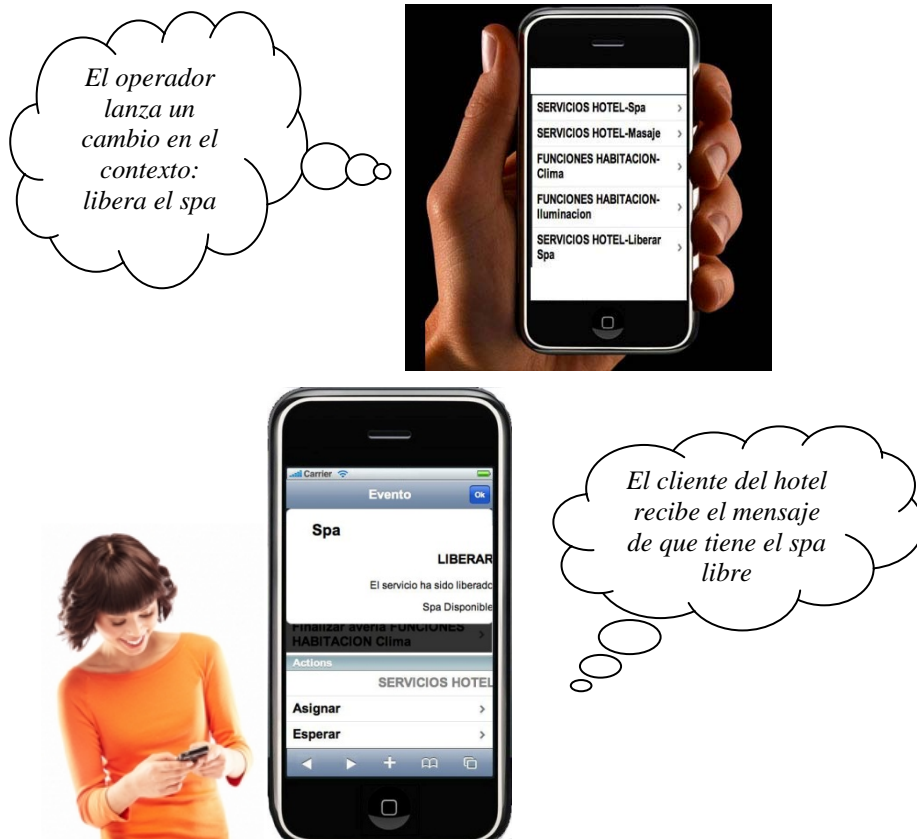 El operador
lanza un
cambio en el
contexto:
libera el spa
SERVICIOS HOTEL-Spa
SERVICIOS HOTEL-Masaje
FUNCIONES HABITACION-
Clima
FUNCIONES HABITACION-
Iluminacion
SERVICIOS HOTEL-Liberar
Spa
Carrier
Evento
Ok
Spa
LIBERAR
El servicio ha sido liberado
Spa Disponible
Finalizar averia FUNCIONES
HABITACION Clima
Actions
SERVICIOS HOTEL
Asignar
Esperar
El cliente del hotel
recibe el mensaje
de que tiene el spa
libre